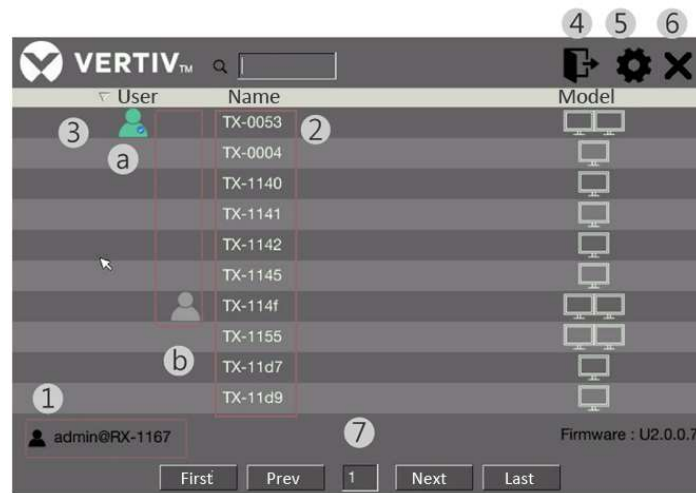 4 5 6
VERTIV™
User Name Model
3 TX-0053 2
a TX-0004
TX-1140
TX-1141
TX-1142
TX-1145
TX-114f
TX-1155
b TX-11d7
1 TX-11d9
admin@RX-1167 7 Firmware : U2.0.0.7
First Prev 1 Next Last